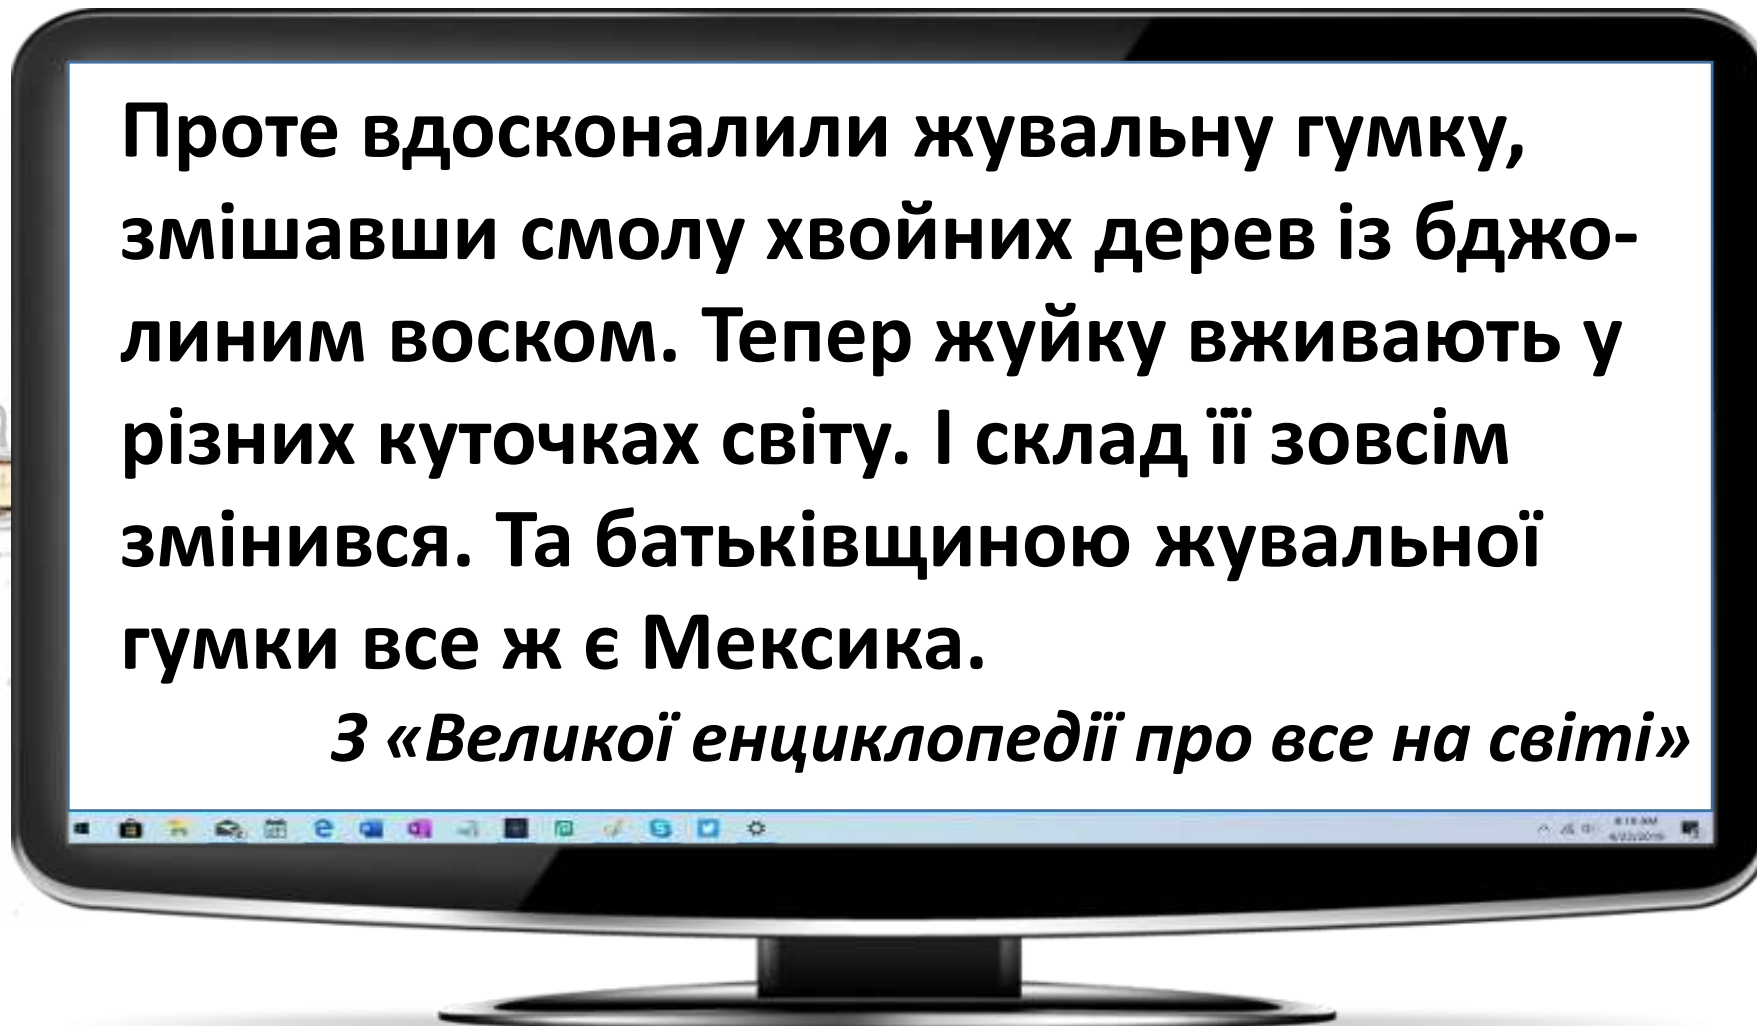 Проте вдосконалили жувальну гумку,
змішавши смолу хвойних дерев із бджо-
линим воском. Тепер жуйку вживають у
різних куточках світу. І склад її зовсім
змінився. Та батьківщиною жувальної
гумки все ж є Мексика.
З «Великої енциклопедії про все на світі»